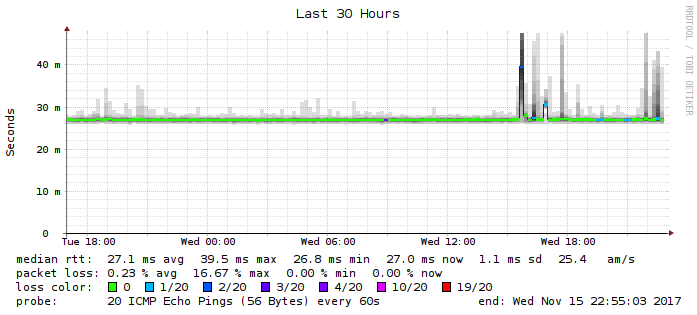 Last 30 Hours
RRDTOOL / TOBI OETIKER
Seconds
40 m
30 m
20 m
10 m
0
Tue 18:00 Wed 00:00 Wed 06:00 Wed 12:00 Wed 18:00
median rtt: 27.1 ms avg 39.5 ms max 26.8 ms min 27.0 ms now 1.1 ms sd 25.4 am/s
packet loss: 0.23 % avg 16.67 % max 0.00 % min 0.00 % now
loss color: 0 1/20 2/20 3/20 4/20 10/20 19/20
probe: 20 ICMP Echo Pings (56 Bytes) every 60s end: Wed Nov 15 22:55:03 2017